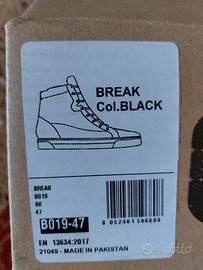 BREAK
Col.BLACK
BREAK
B019
BK
47
B019-47
8 052401 596808
EN 13634:2017
21049 - MADE IN PAKISTAN
subito